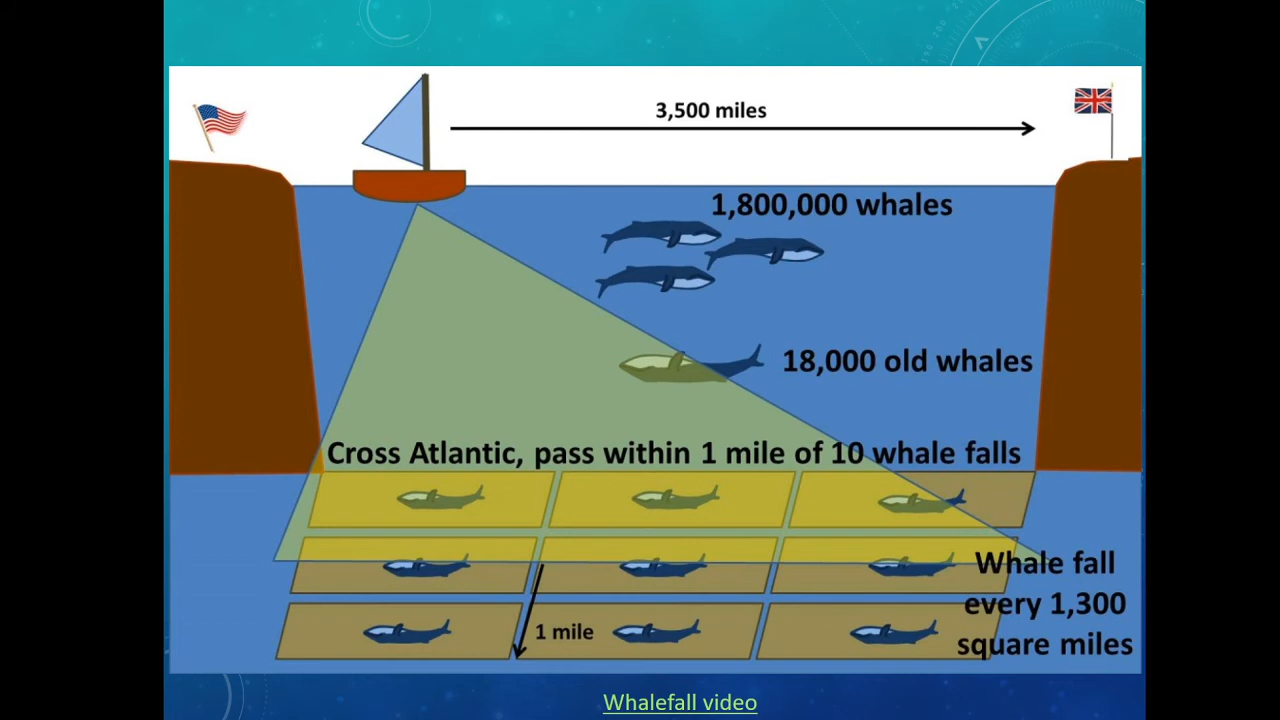 3,500 miles
1,800,000 whales
18,000 old whales
Cross Atlantic, pass within 1 mile of 10 whale falls
Whale fall
every 1,300
square miles
1 mile
Whalefall video